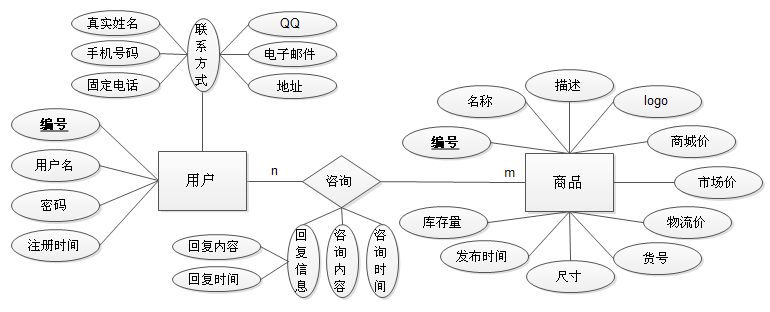 真实姓名
手机号码
固定电话
联系方式
QQ
电子邮件
地址
编号
用户名
密码
注册时间
用户
n
咨询
m
回复内容
回复时间
回复信息
咨询内容
咨询时间
商品
名称
描述
logo
编号
商城价
市场价
物流价
货号
尺寸
发布时间
库存量